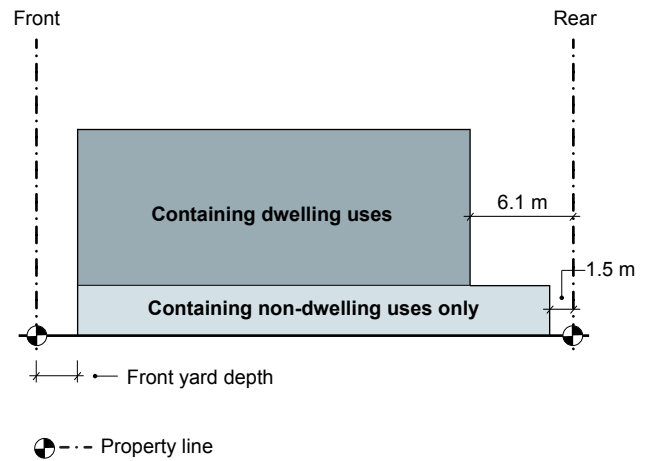 Front
Rear
Containing dwelling uses
6.1 m
1.5 m
Containing non-dwelling uses only
Front yard depth
Property line